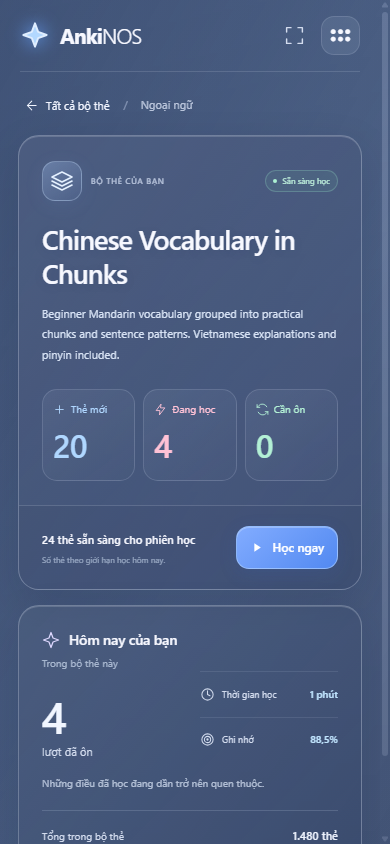 AnkiNOS
Tất cả bộ thẻ / Ngoại ngữ
BỘ THẺ CỦA BẠN
Sẵn sàng học
Chinese Vocabulary in
Chunks
Beginner Mandarin vocabulary grouped into practical
chunks and sentence patterns. Vietnamese explanations and
pinyin included.
Thẻ mới
20
Đang học
4
Cần ôn
0
24 thẻ sẵn sàng cho phiên học
Số thẻ theo giới hạn học hôm nay.
Học ngay
Hôm nay của bạn
Trong bộ thẻ này
4
lượt đã ôn
Thời gian học 1 phút
Ghi nhớ 88,5%
Những điều đã học đang dần trở nên quen thuộc.
Tổng trong bộ thẻ 1.480 thẻ